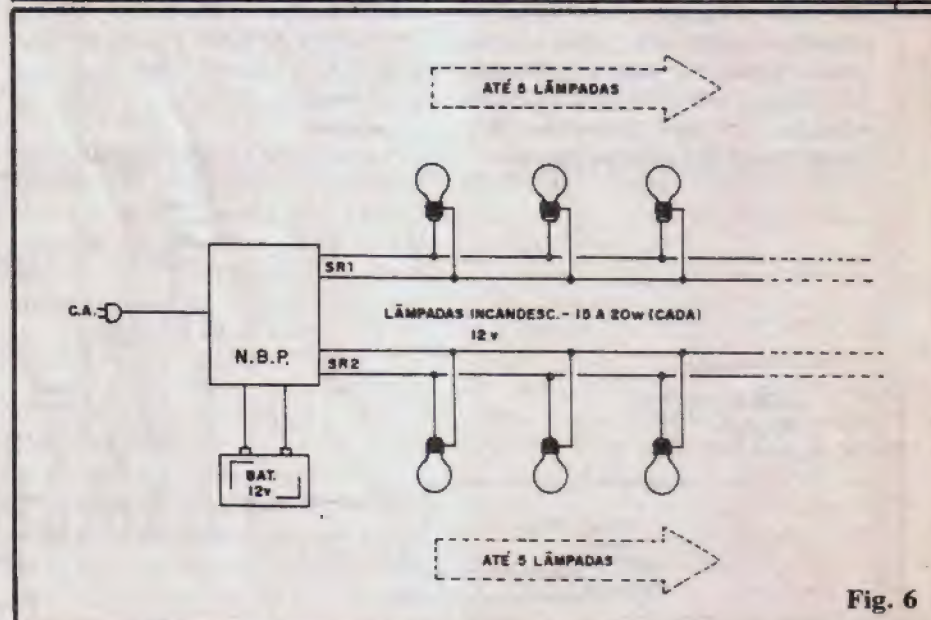 ATÉ 5 LÂMPADAS
SR1
C.A.
LÂMPADAS INCANDESC.- 15 A 20w (CADA)
12 v
N.B.P.
SR2
BAT.
12v
ATÉ 5 LÂMPADAS
Fig. 6